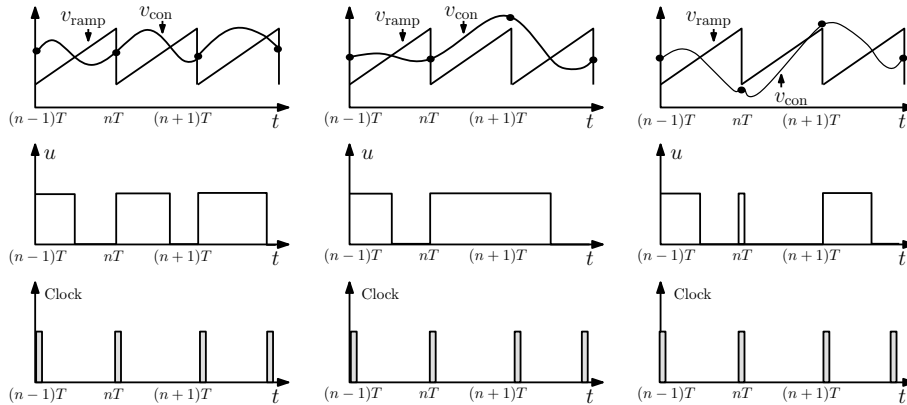 v_ramp v_con
(n − 1)T nT (n + 1)T t
v_ramp v_con
(n − 1)T nT (n + 1)T t
v_ramp
v_con
(n − 1)T nT (n + 1)T t
u
(n − 1)T nT (n + 1)T t
u
(n − 1)T nT (n + 1)T t
u
(n − 1)T nT (n + 1)T t
Clock
(n − 1)T nT (n + 1)T t
Clock
(n − 1)T nT (n + 1)T t
Clock
(n − 1)T nT (n + 1)T t